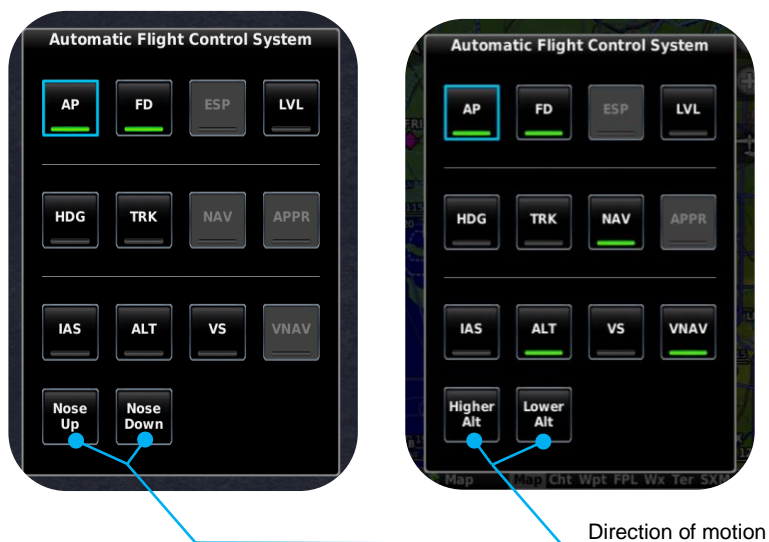 Automatic Flight Control System
AP FD ESP LVL
HDG TRK NAV APPR
IAS ALT VS VNAV
Nose Up Nose Down
Automatic Flight Control System
AP FD ESP LVL
HDG TRK NAV APPR
IAS ALT VS VNAV
Higher Alt Lower Alt
Map Map Cht Wpt FPL Wx Ter SXM
Direction of motion